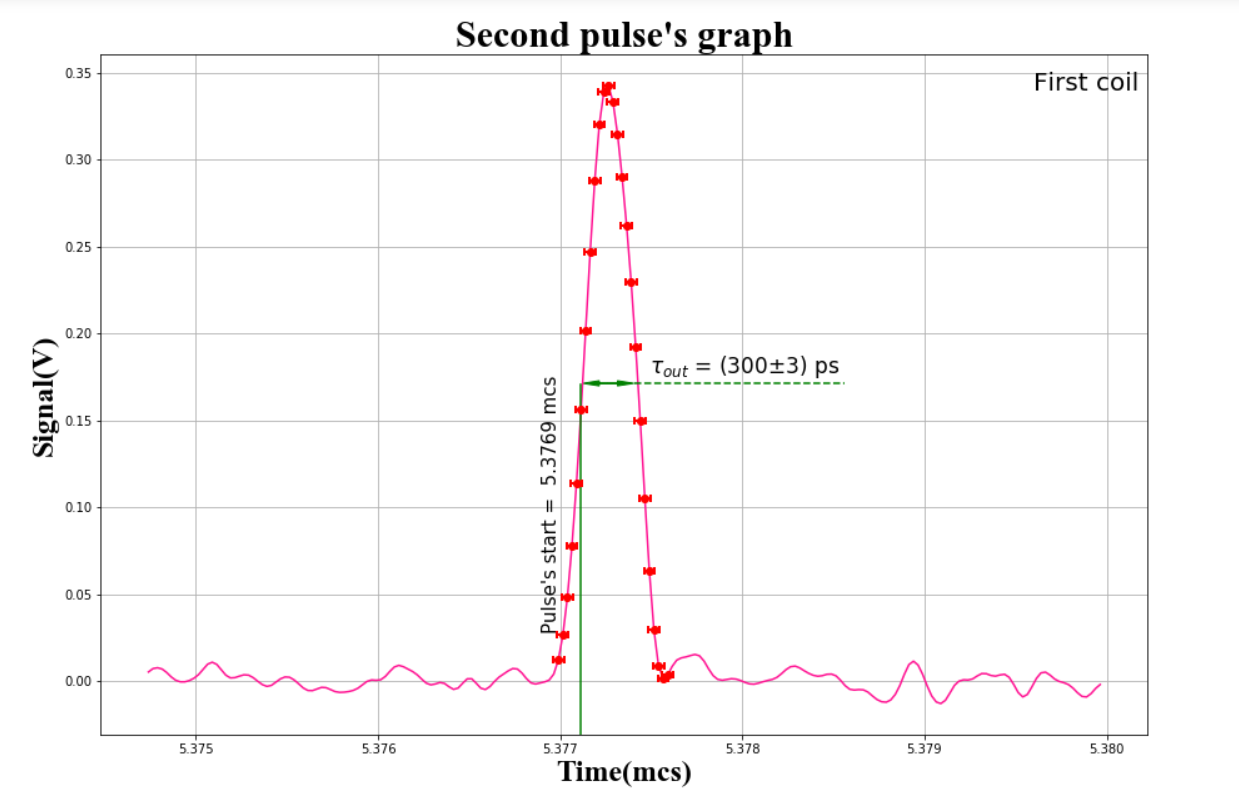 Second pulse's graph
First coil
0.35
0.30
0.25
0.20
0.15
0.10
0.05
0.00
Signal(V)
τout = (300±3) ps
Pulse's start = 5.3769 mcs
5.375
5.376
5.377
5.378
5.379
5.380
Time(mcs)